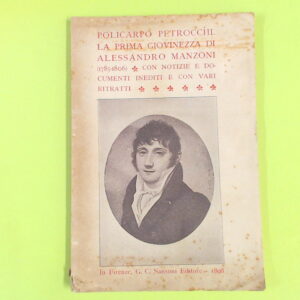 POLICARPO PETROCCHI
LA PRIMA GIOVINEZZA DI
ALESSANDRO MANZONI
(1785-1806) CON NOTIZIE E DO-
CUMENTI INEDITI E CON VARI
RITRATTI
In Firenze, G. C. Sansoni Editore - 1898